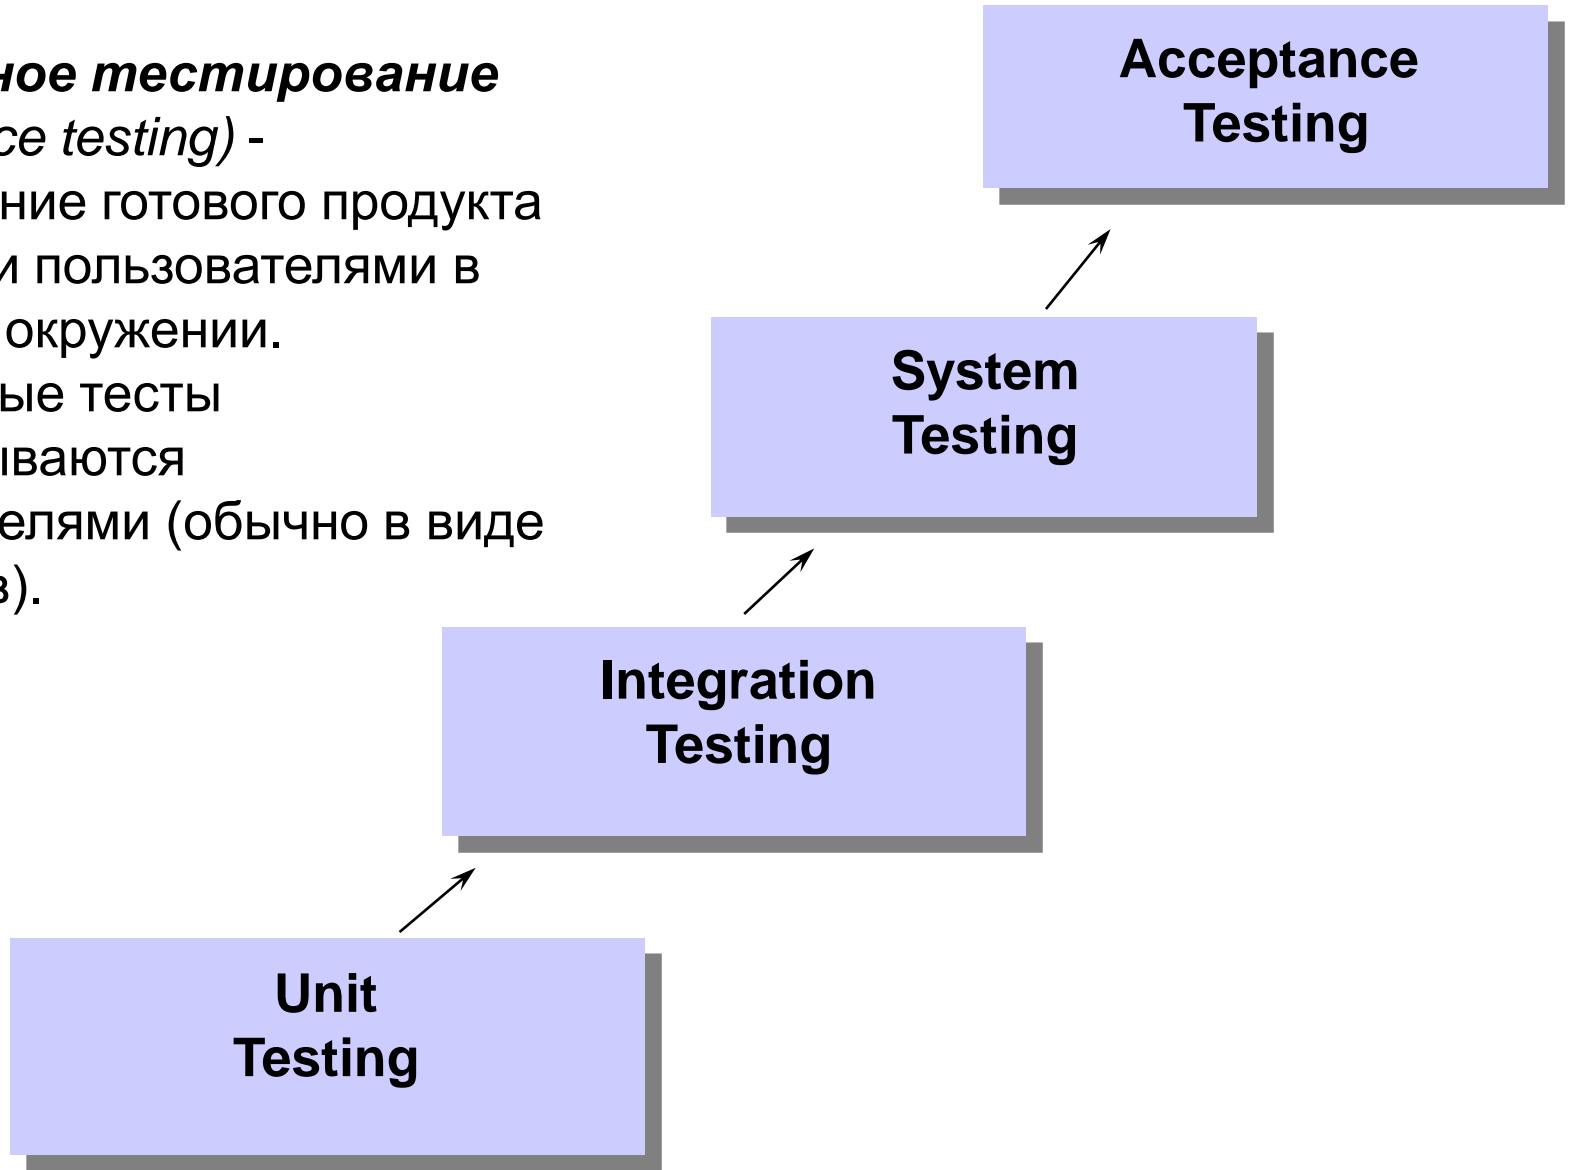 ное тестирование
ce testing) -
ние готового продукта
и пользователями в
окружении.
ые тесты
ываются
елями (обычно в виде
в).
Acceptance
Testing
System
Testing
Integration
Testing
Unit
Testing